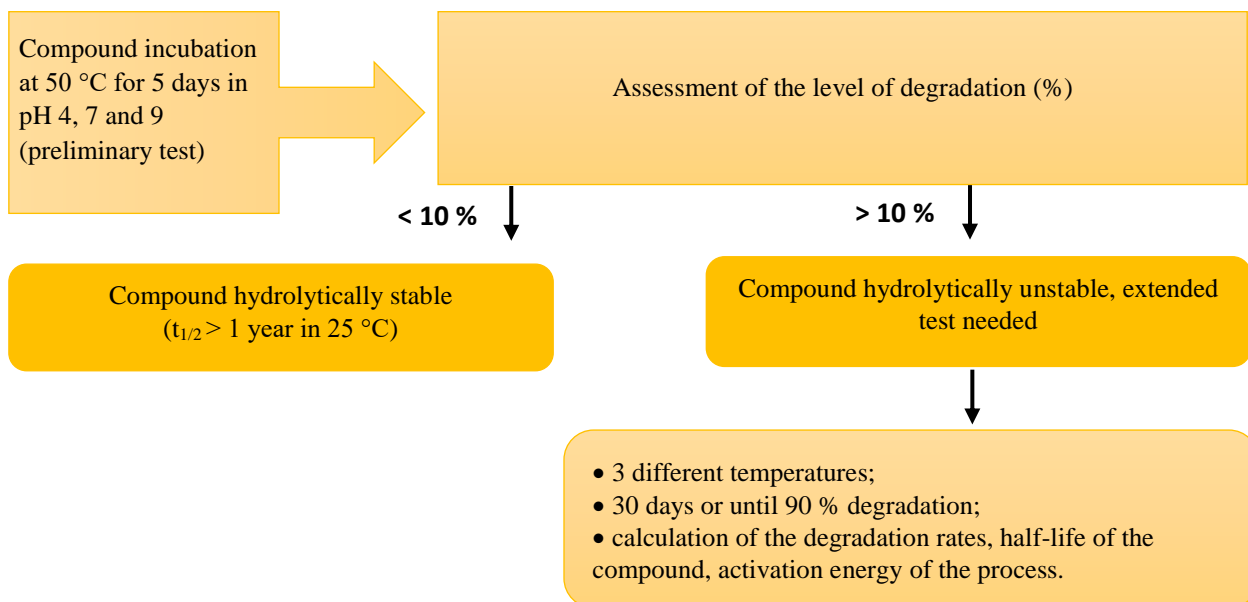 Compound incubation
at 50 °C for 5 days in
pH 4, 7 and 9
(preliminary test)
Assessment of the level of degradation (%)
< 10 %
> 10 %
Compound hydrolytically stable
(t1/2 > 1 year in 25 °C)
Compound hydrolytically unstable, extended
test needed
• 3 different temperatures;
• 30 days or until 90 % degradation;
• calculation of the degradation rates, half-life of the
compound, activation energy of the process.